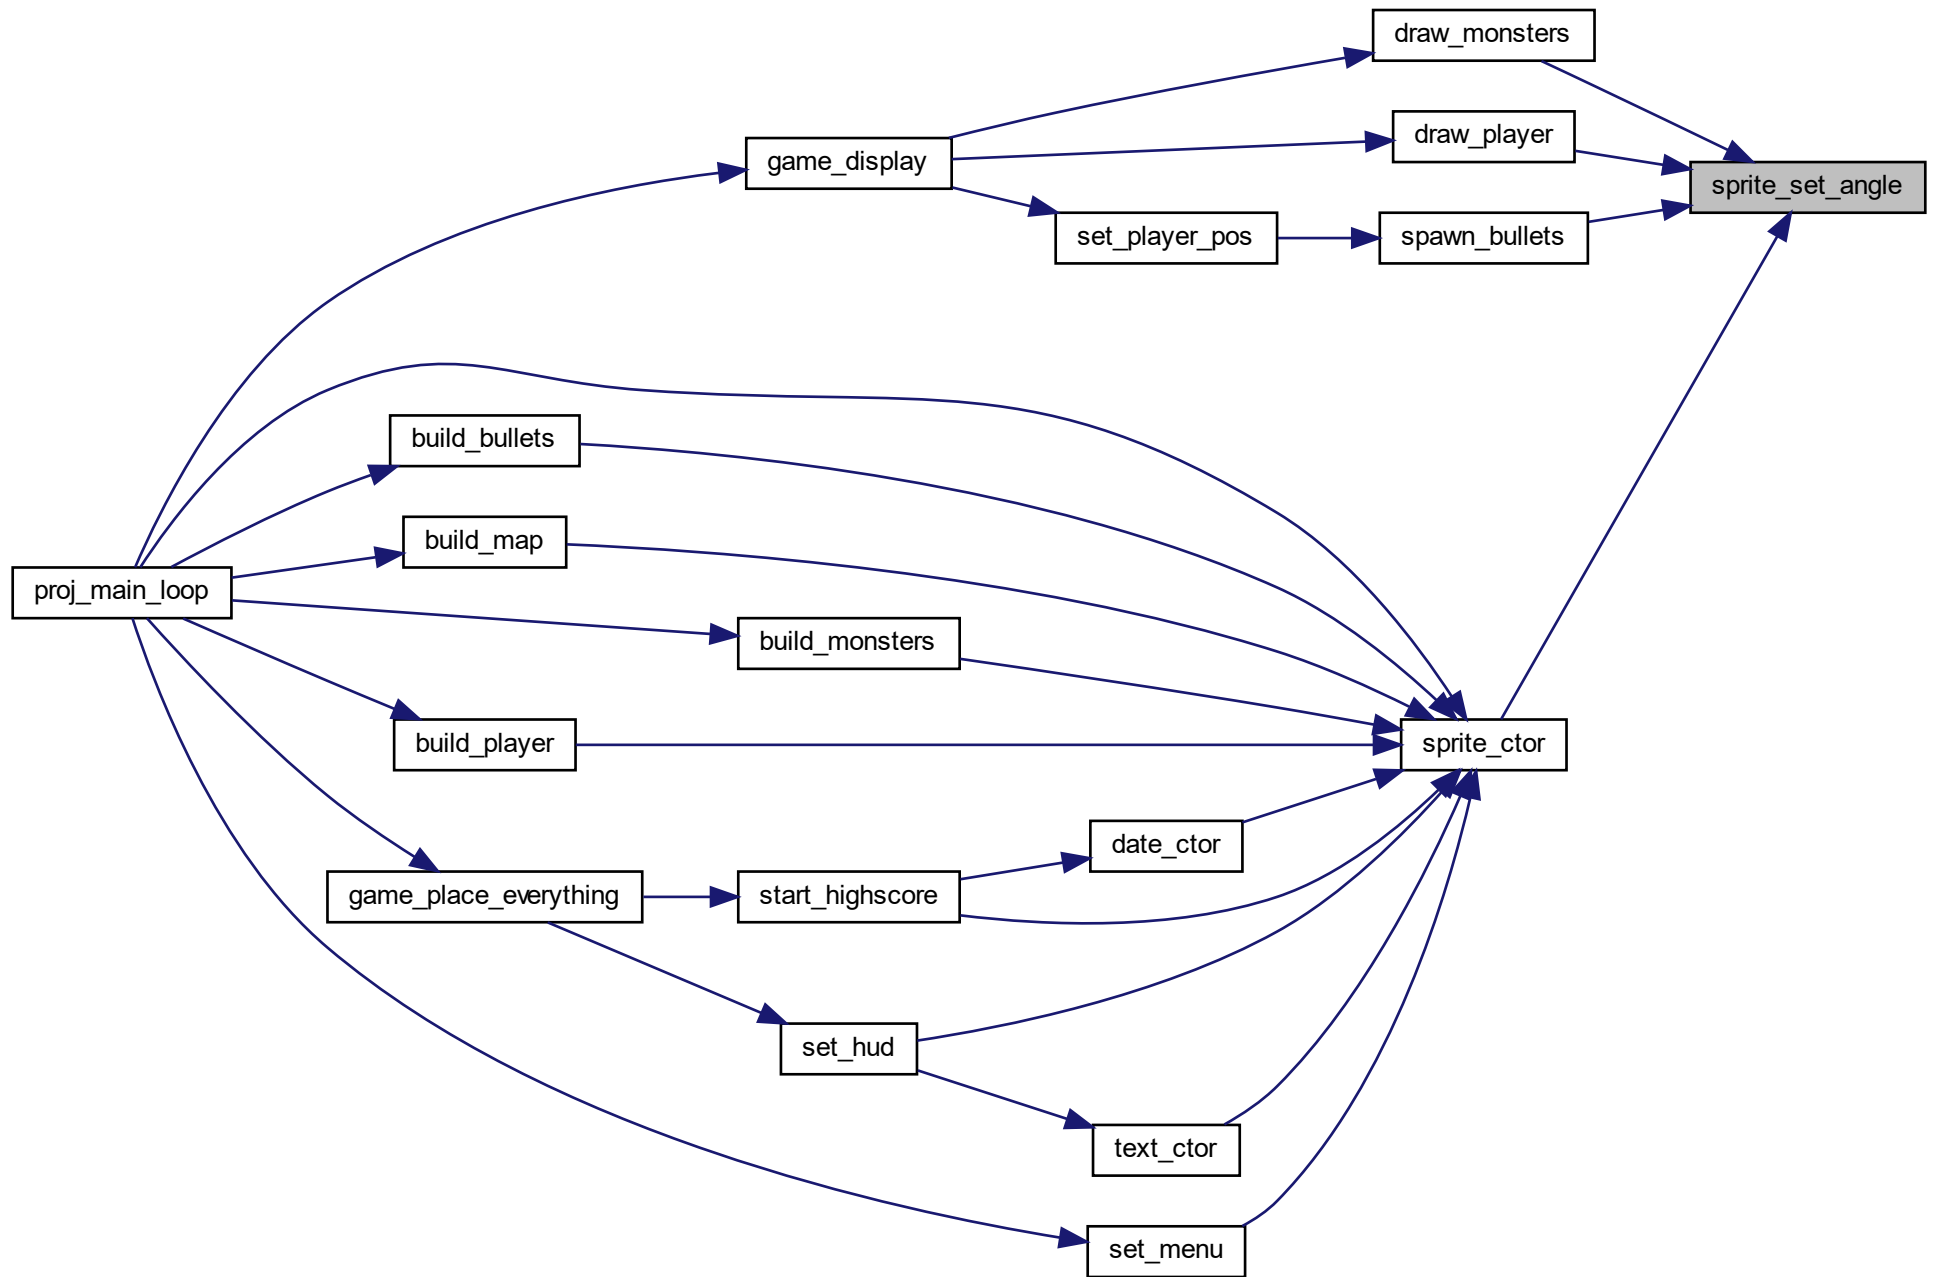 draw_monsters
draw_player
game_display
sprite_set_angle
set_player_pos
spawn_bullets
build_bullets
build_map
proj_main_loop
build_monsters
build_player
sprite_ctor
date_ctor
game_place_everything
start_highscore
set_hud
text_ctor
set_menu